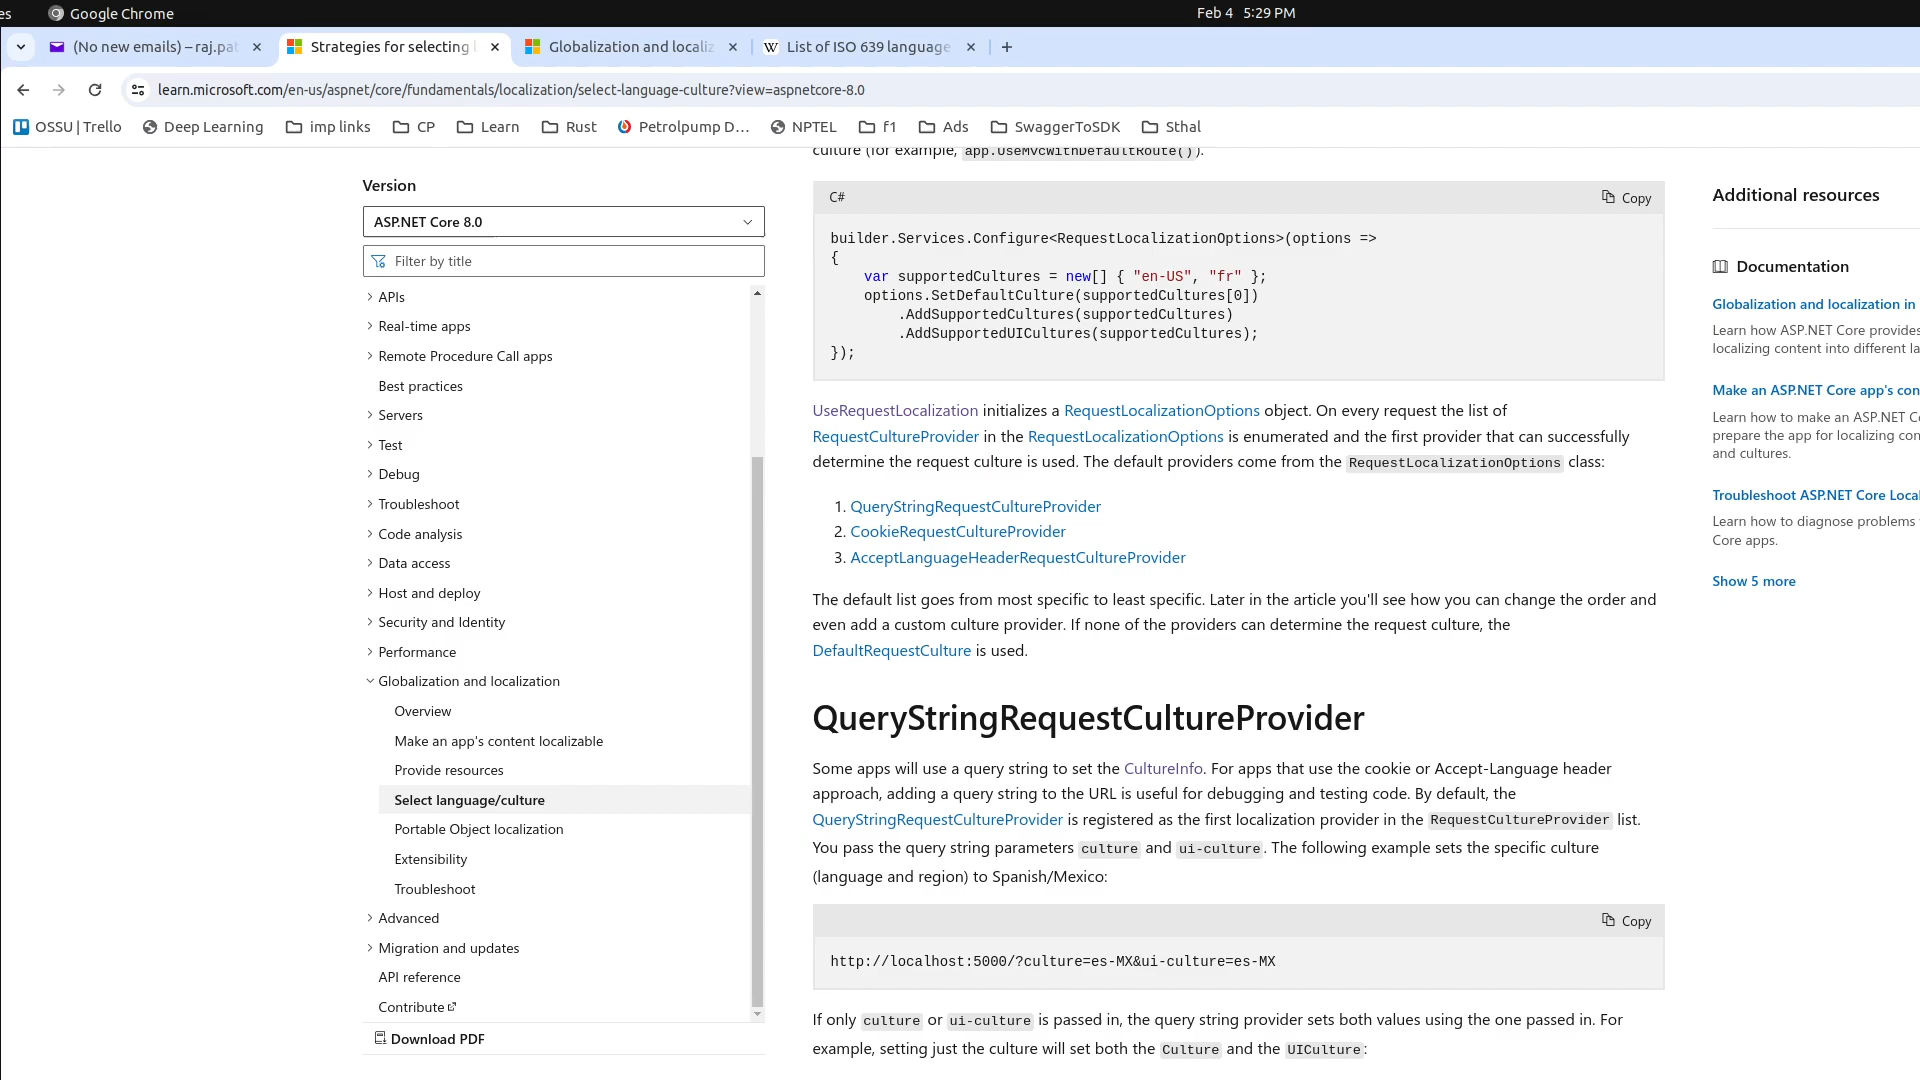 es Google Chrome Feb 4 5:29 PM
(No new emails) – raj.pat Strategies for selecting Globalization and localiz List of ISO 639 language
learn.microsoft.com/en-us/aspnet/core/fundamentals/localization/select-language-culture?view=aspnetcore-8.0
OSSU | Trello Deep Learning imp links CP Learn Rust Petrolpump D... NPTEL f1 Ads SwaggerToSDK Sthal
Version
ASP.NET Core 8.0
Filter by title
APIs
Real-time apps
Remote Procedure Call apps
Best practices
Servers
Test
Debug
Troubleshoot
Code analysis
Data access
Host and deploy
Security and Identity
Performance
Globalization and localization
Overview
Make an app's content localizable
Provide resources
Select language/culture
Portable Object localization
Extensibility
Troubleshoot
Advanced
Migration and updates
API reference
Contribute
Download PDF
culture (for example, app.UseMvcWithDefaultRoute()).
C# Copy
builder.Services.Configure<RequestLocalizationOptions>(options =>
{
    var supportedCultures = new[] { "en-US", "fr" };
    options.SetDefaultCulture(supportedCultures[0])
        .AddSupportedCultures(supportedCultures)
        .AddSupportedUICultures(supportedCultures);
});
UseRequestLocalization initializes a RequestLocalizationOptions object. On every request the list of
RequestCultureProvider in the RequestLocalizationOptions is enumerated and the first provider that can successfully
determine the request culture is used. The default providers come from the RequestLocalizationOptions class:
1. QueryStringRequestCultureProvider
2. CookieRequestCultureProvider
3. AcceptLanguageHeaderRequestCultureProvider
The default list goes from most specific to least specific. Later in the article you'll see how you can change the order and
even add a custom culture provider. If none of the providers can determine the request culture, the
DefaultRequestCulture is used.
QueryStringRequestCultureProvider
Some apps will use a query string to set the CultureInfo. For apps that use the cookie or Accept-Language header
approach, adding a query string to the URL is useful for debugging and testing code. By default, the
QueryStringRequestCultureProvider is registered as the first localization provider in the RequestCultureProvider list.
You pass the query string parameters culture and ui-culture. The following example sets the specific culture
(language and region) to Spanish/Mexico:
Copy
http://localhost:5000/?culture=es-MX&ui-culture=es-MX
If only culture or ui-culture is passed in, the query string provider sets both values using the one passed in. For
example, setting just the culture will set both the Culture and the UICulture:
Additional resources
Documentation
Globalization and localization in
Learn how ASP.NET Core provides
localizing content into different la
Make an ASP.NET Core app's con
Learn how to make an ASP.NET C
prepare the app for localizing con
and cultures.
Troubleshoot ASP.NET Core Local
Learn how to diagnose problems
Core apps.
Show 5 more